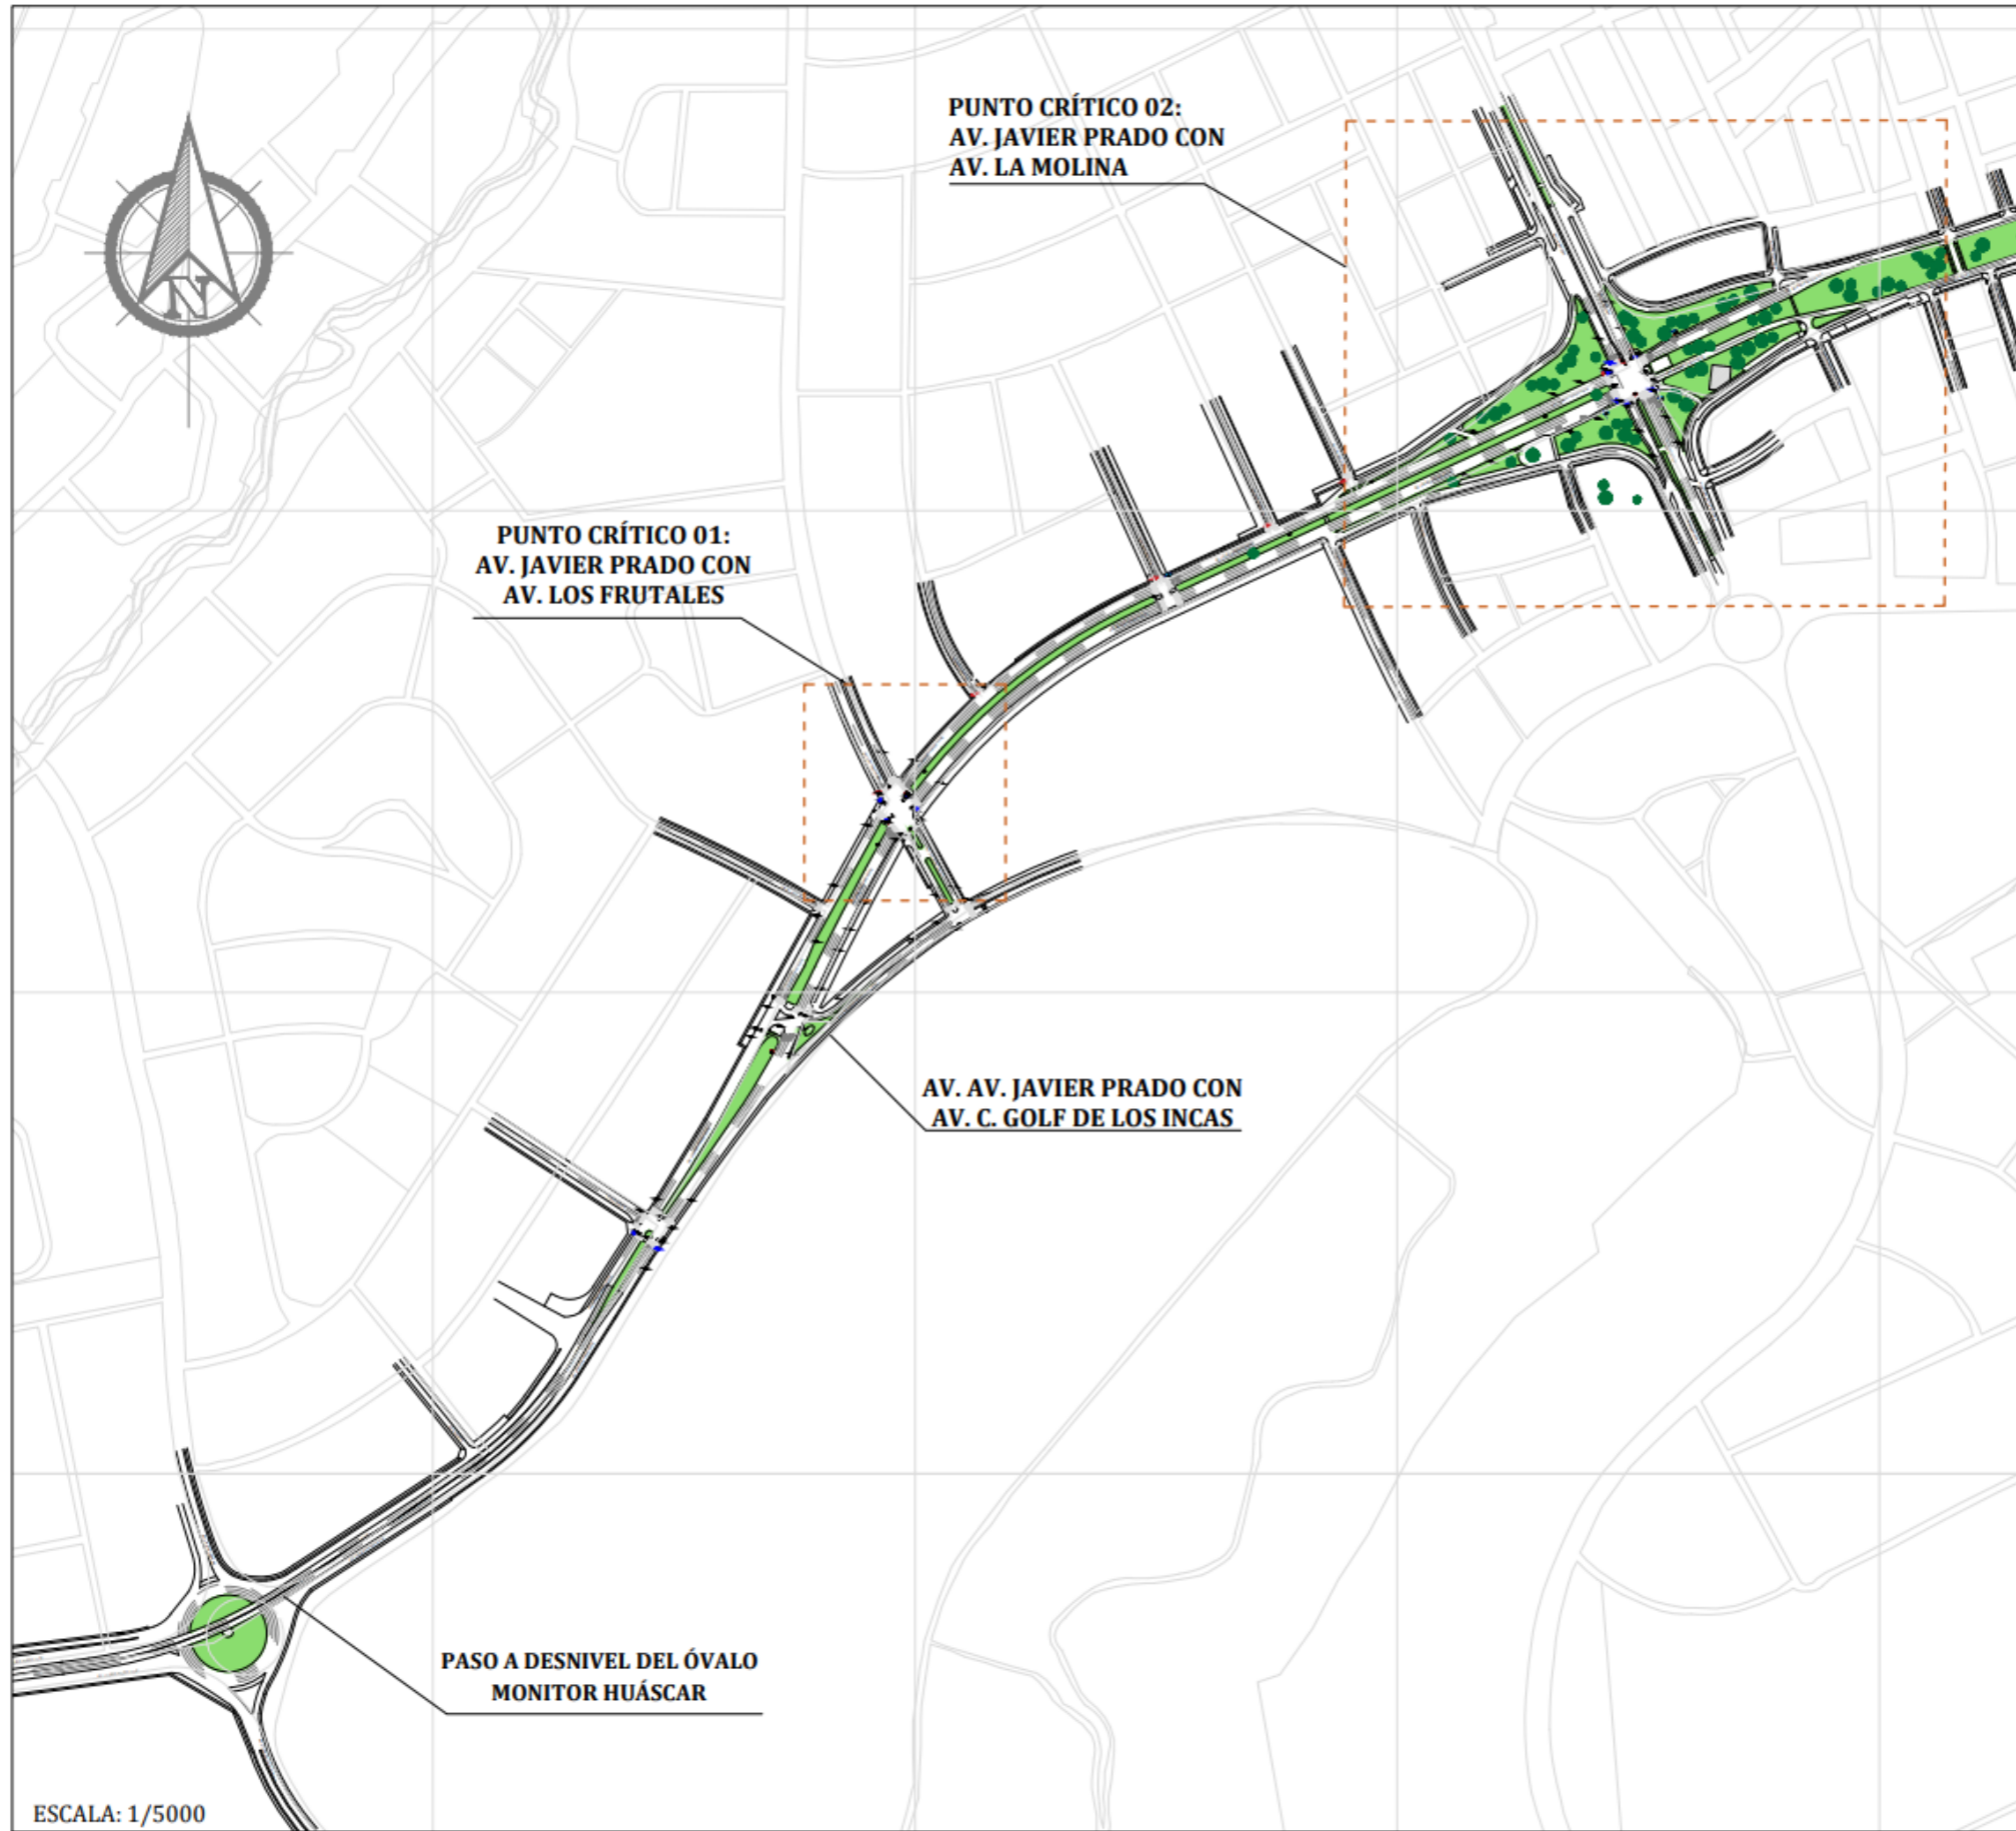 PUNTO CRÍTICO 02:
AV. JAVIER PRADO CON
AV. LA MOLINA
N
PUNTO CRÍTICO 01:
AV. JAVIER PRADO CON
AV. LOS FRUTALES
AV. AV. JAVIER PRADO CON
AV. C. GOLF DE LOS INCAS
PASO A DESNIVEL DEL ÓVALO
MONITOR HUÁSCAR
ESCALA: 1/5000